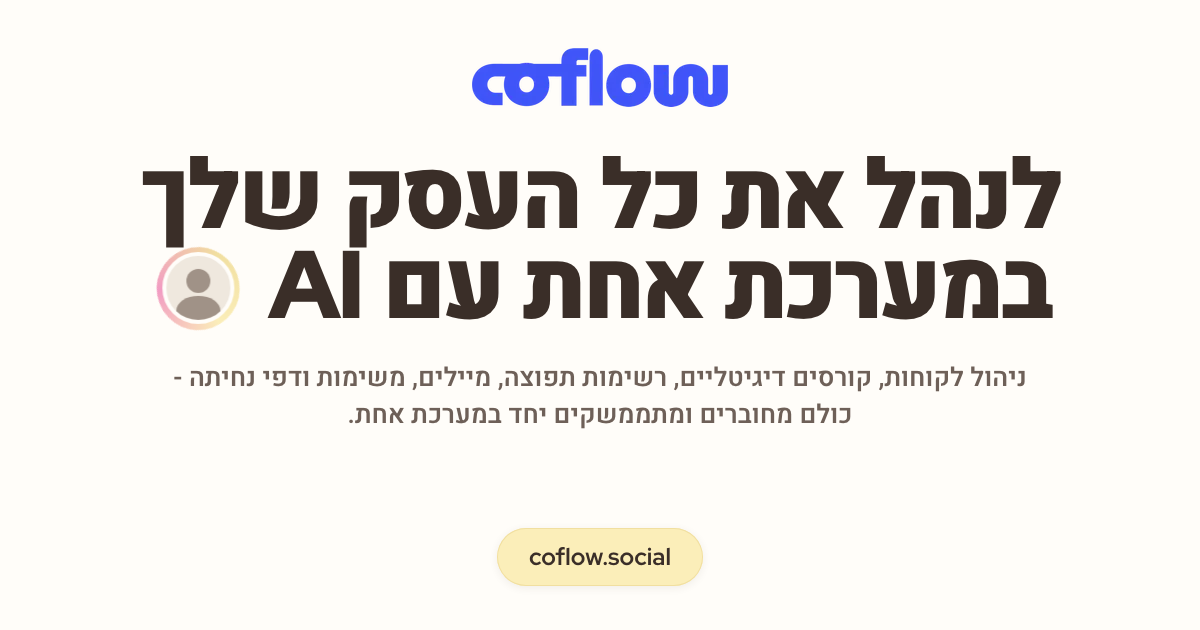 coflow
לנהל את כל העסק שלך
במערכת אחת עם AI
ניהול לקוחות, קורסים דיגיטליים, רשימות תפוצה, מיילים, משימות ודפי נחיתה -
כולם מחוברים ומתממשקים יחד במערכת אחת.
coflow.social